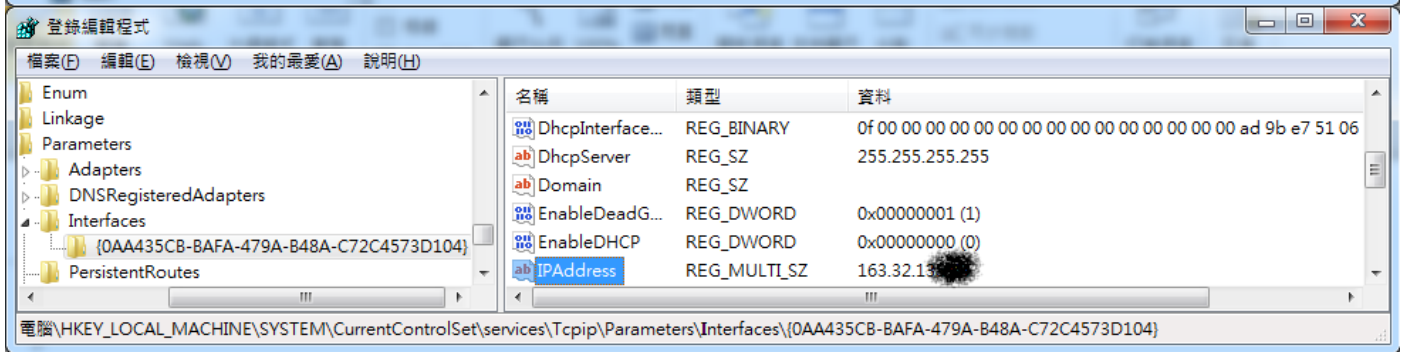 登錄編輯程式
檔案(F) 編輯(E) 檢視(V) 我的最愛(A) 說明(H)
Enum
Linkage
Parameters
Adapters
DNSRegisteredAdapters
Interfaces
{0AA435CB-BAFA-479A-B48A-C72C4573D104}
PersistentRoutes
名稱 類型 資料
DhcpInterface... REG_BINARY 0f 00 00 00 00 00 00 00 00 00 00 00 00 00 00 00 ad 9b e7 51 06
DhcpServer REG_SZ 255.255.255.255
Domain REG_SZ
EnableDeadG... REG_DWORD 0x00000001 (1)
EnableDHCP REG_DWORD 0x00000000 (0)
IPAddress REG_MULTI_SZ 163.32.1
電腦\HKEY_LOCAL_MACHINE\SYSTEM\CurrentControlSet\services\Tcpip\Parameters\Interfaces\{0AA435CB-BAFA-479A-B48A-C72C4573D104}